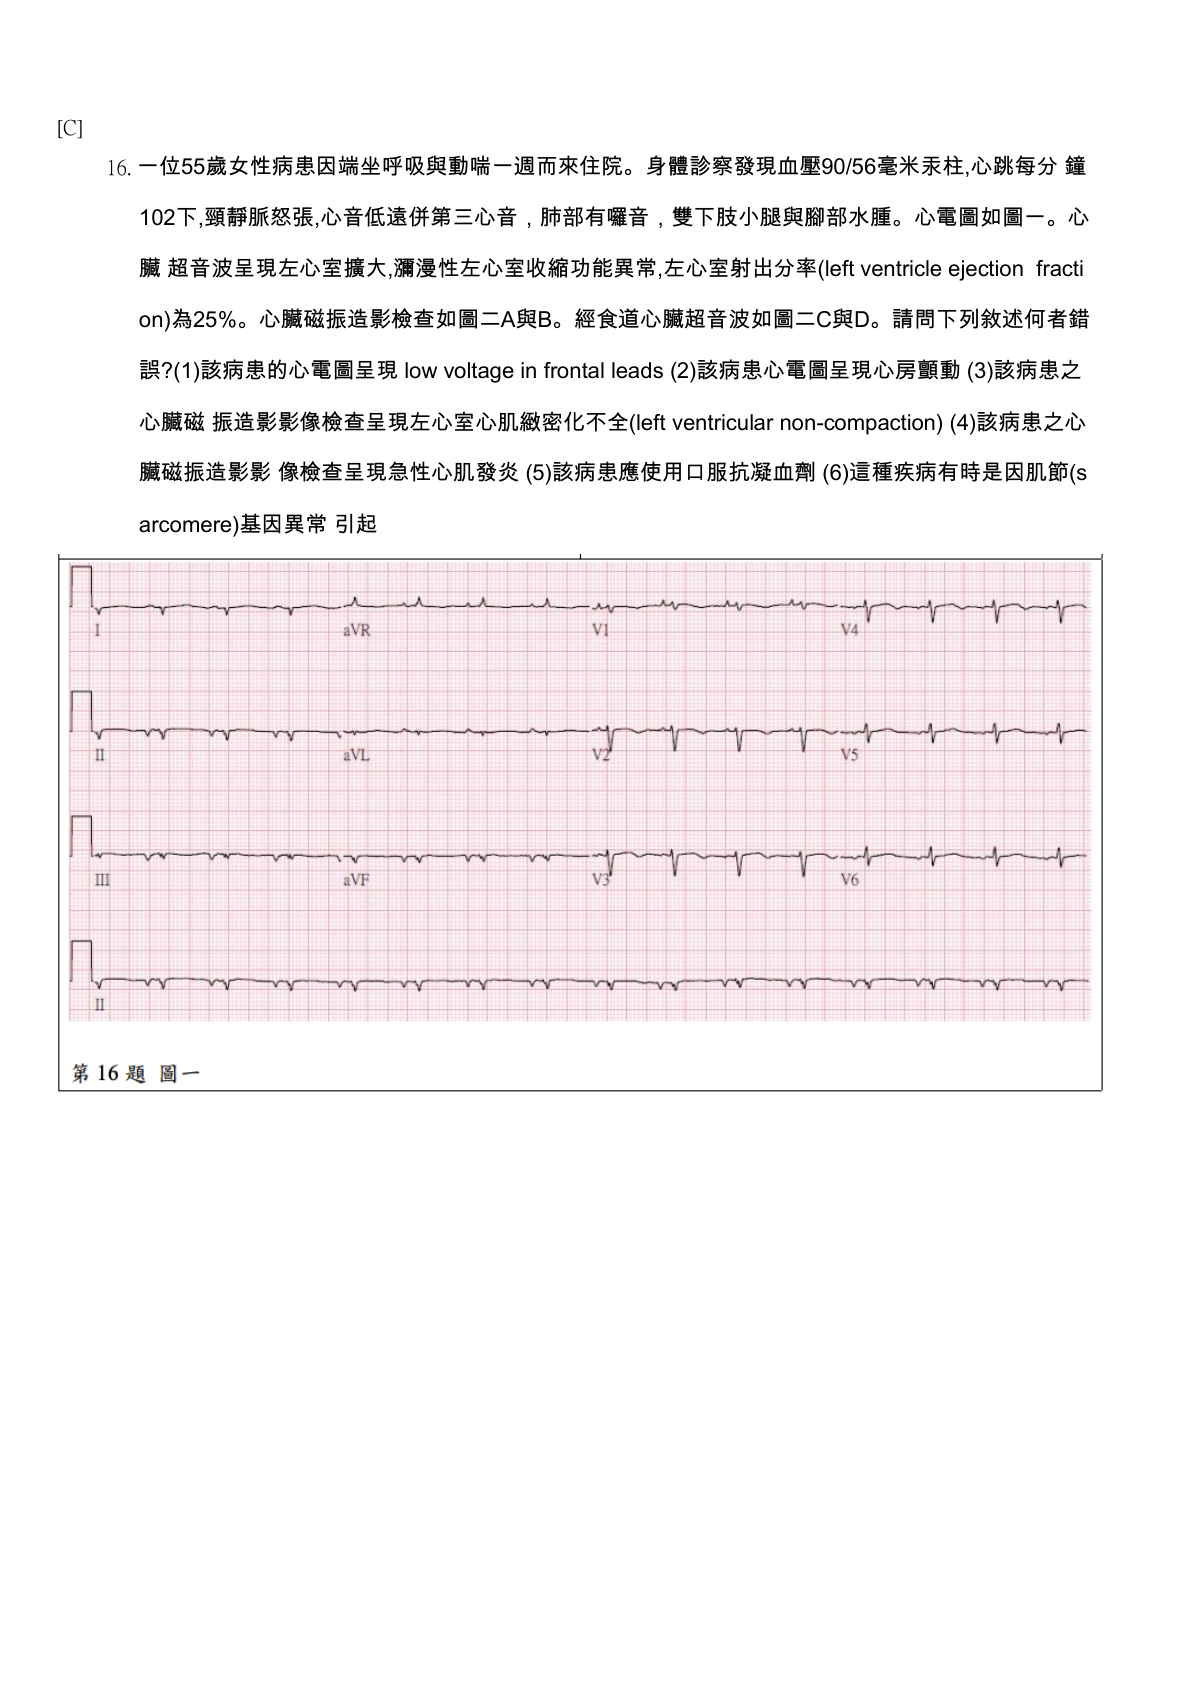 [C]
16. 一位55歲女性病患因端坐呼吸與動喘一週而來住院。身體診察發現血壓90/56毫米汞柱,心跳每分 鐘
102下,頸靜脈怒張,心音低遠併第三心音，肺部有囉音，雙下肢小腿與腳部水腫。心電圖如圖一。心
臟 超音波呈現左心室擴大,瀰漫性左心室收縮功能異常,左心室射出分率(left ventricle ejection fracti
on)為25%。心臟磁振造影檢查如圖二A與B。經食道心臟超音波如圖二C與D。請問下列敘述何者錯
誤?(1)該病患的心電圖呈現 low voltage in frontal leads (2)該病患心電圖呈現心房顫動 (3)該病患之
心臟磁 振造影影像檢查呈現左心室心肌緻密化不全(left ventricular non-compaction) (4)該病患之心
臟磁振造影影 像檢查呈現急性心肌發炎 (5)該病患應使用口服抗凝血劑 (6)這種疾病有時是因肌節(s
arcomere)基因異常 引起
I aVR V1 V4
II aVL V2 V5
III aVF V3 V6
II
第 16 題 圖一